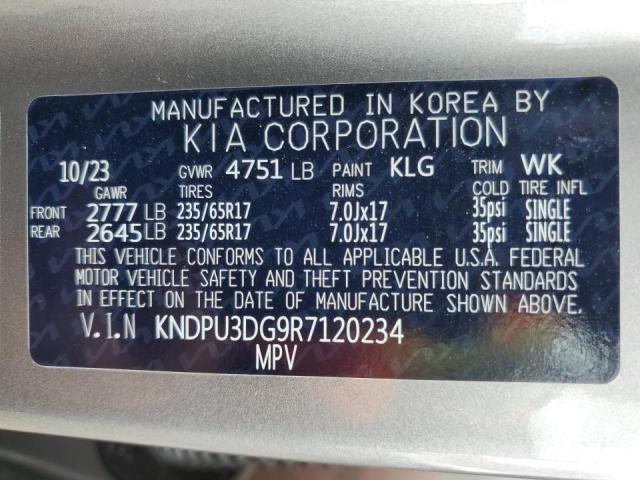 MANUFACTURED IN KOREA BY
KIA CORPORATION
10/23 GVWR 4751 LB PAINT KLG TRIM WK
GAWR TIRES RIMS COLD TIRE INFL
FRONT 2777 LB 235/65R17 7.0Jx17 35psi SINGLE
REAR 2645 LB 235/65R17 7.0Jx17 35psi SINGLE
THIS VEHICLE CONFORMS TO ALL APPLICABLE U.S.A. FEDERAL
MOTOR VEHICLE SAFETY AND THEFT PREVENTION STANDARDS
IN EFFECT ON THE DATE OF MANUFACTURE SHOWN ABOVE.
V.I.N KNDPU3DG9R7120234
MPV